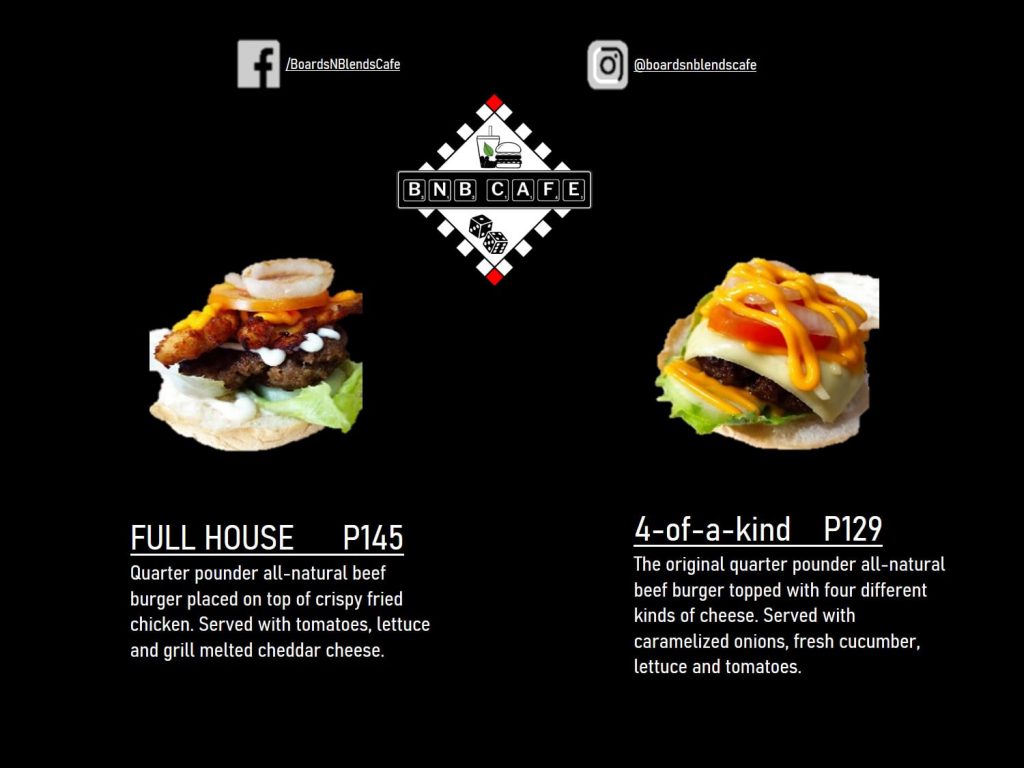 /BoardsNBlendsCafe
@boardsnblendscafe
BNB CAFE
FULL HOUSE P145
Quarter pounder all-natural beef
burger placed on top of crispy fried
chicken. Served with tomatoes, lettuce
and grill melted cheddar cheese.
4-of-a-kind P129
The original quarter pounder all-natural
beef burger topped with four different
kinds of cheese. Served with
caramelized onions, fresh cucumber,
lettuce and tomatoes.